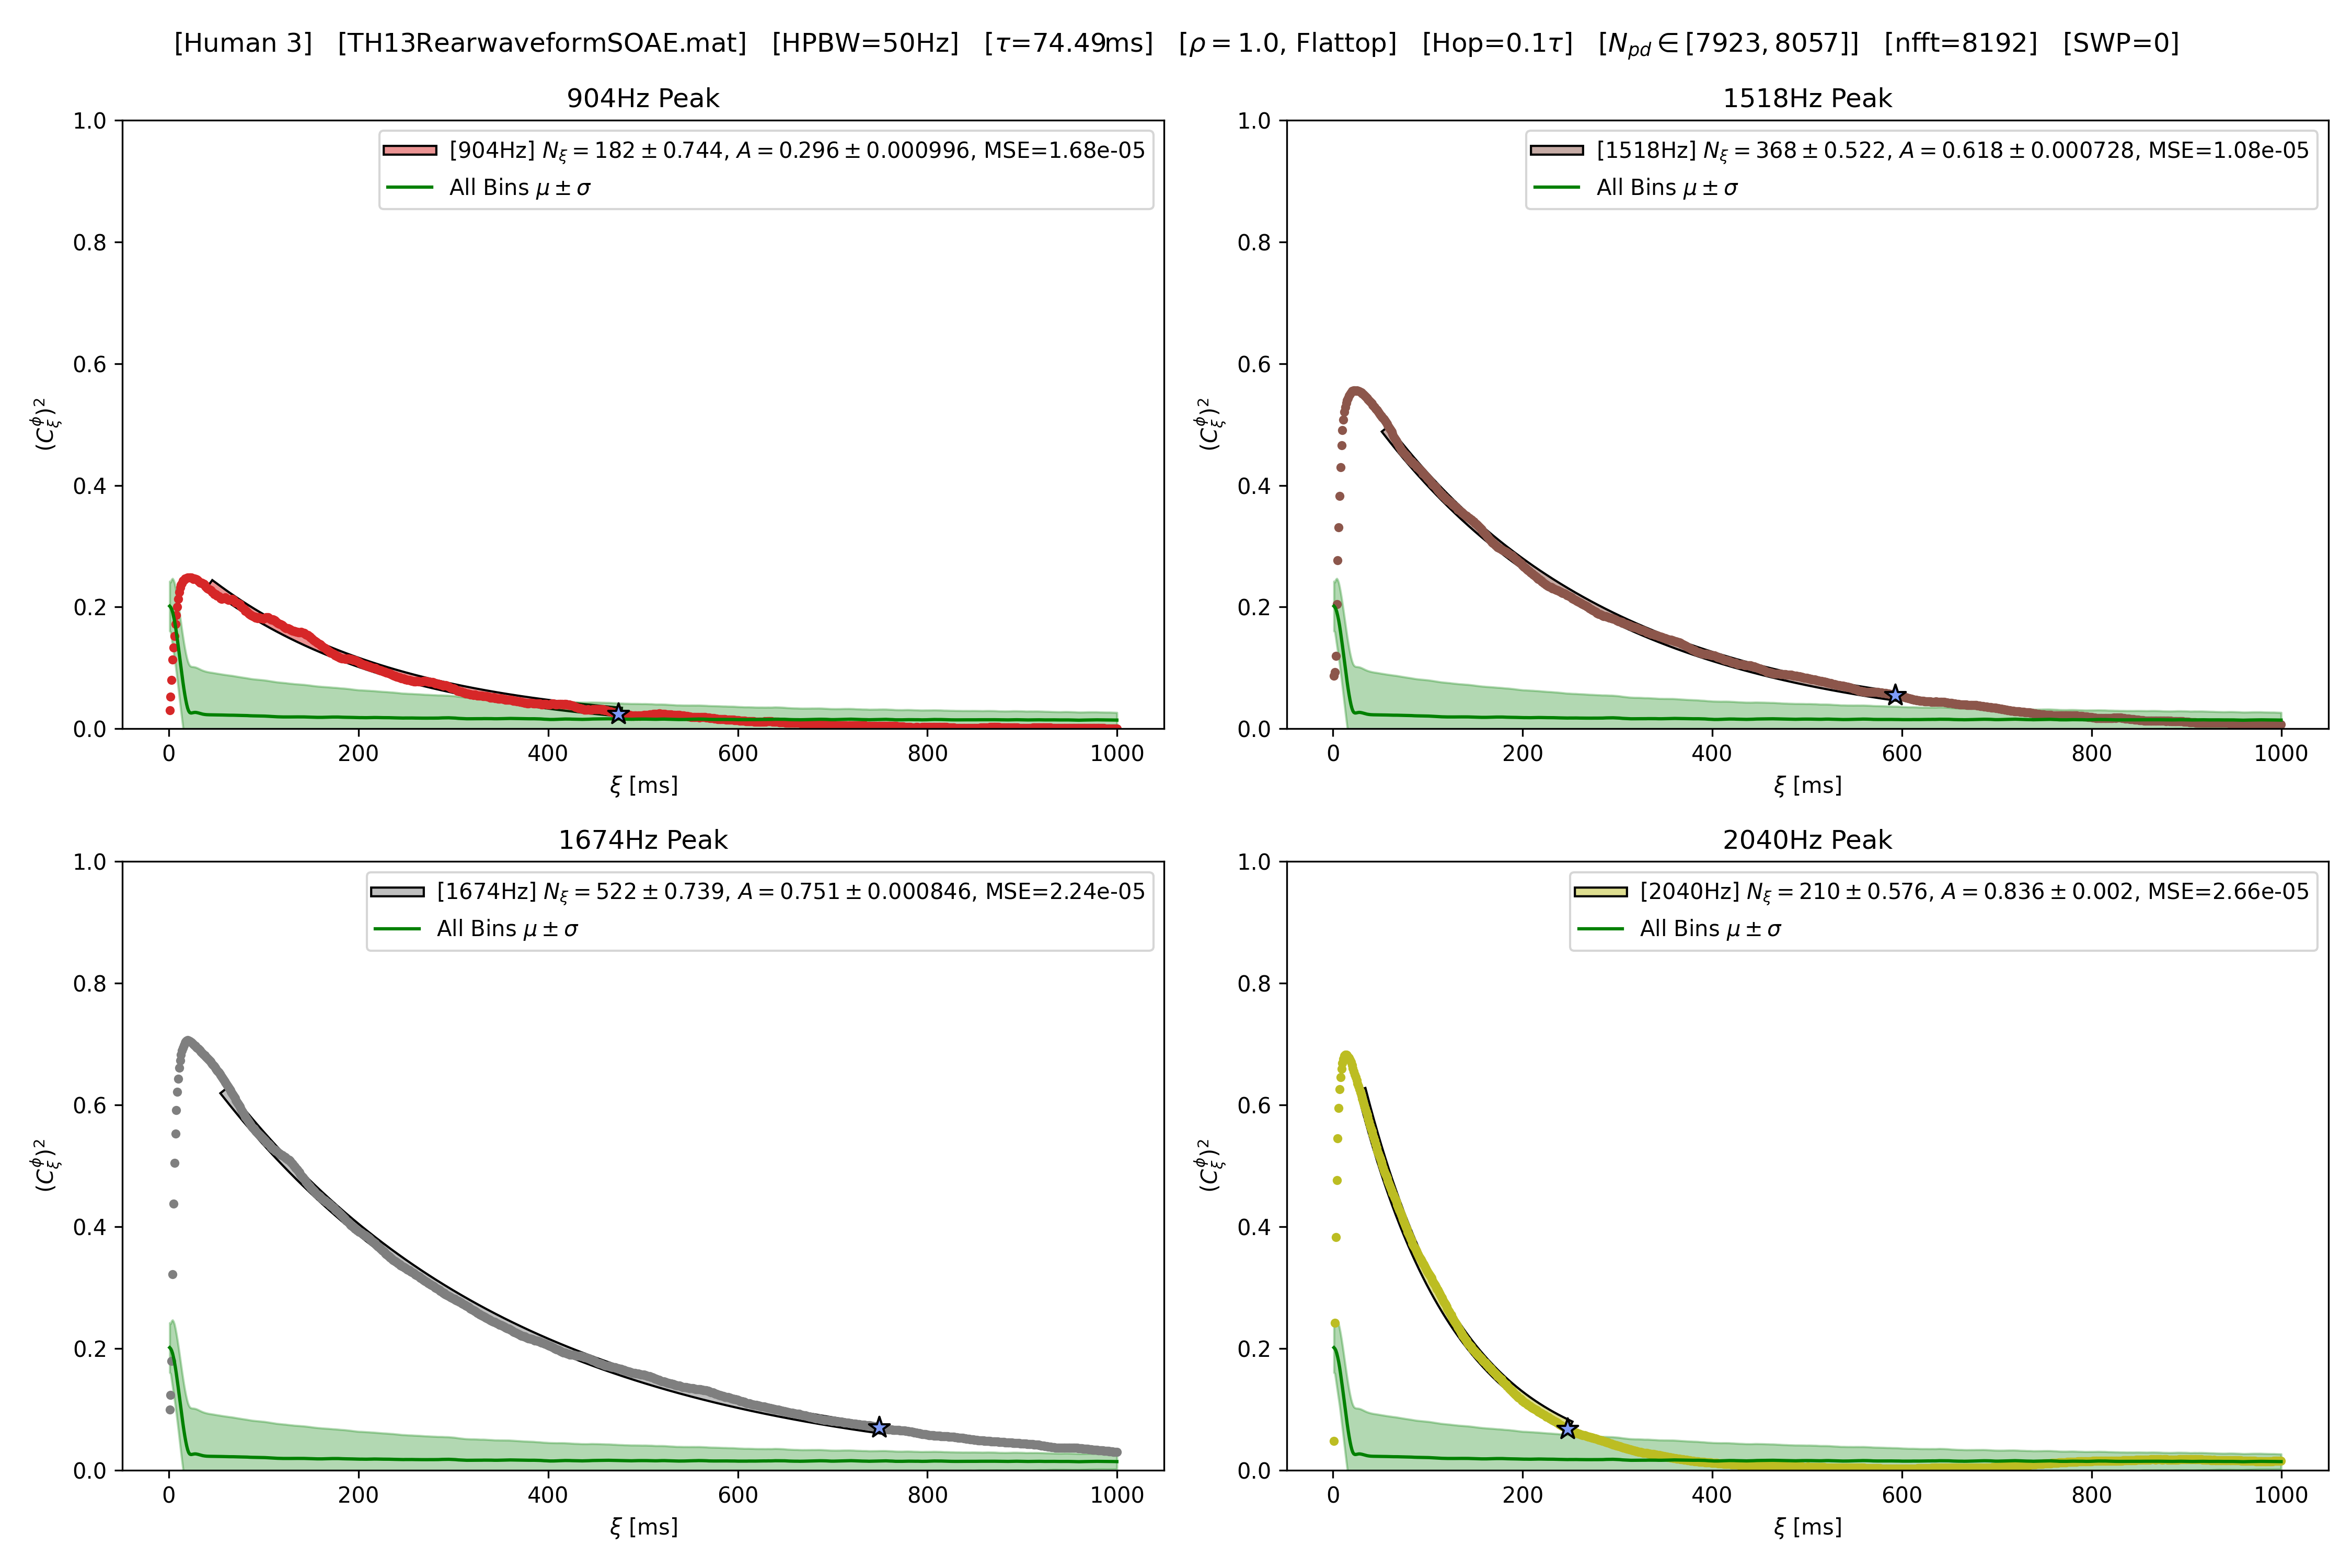 [Human 3] [TH13RearwaveformSOAE.mat] [HPBW=50Hz] [τ=74.49ms] [ρ = 1.0, Flattop] [Hop=0.1τ] [N_pd ∈ [7923, 8057]] [nfft=8192] [SWP=0]
904Hz Peak
[904Hz] N_ξ = 182 ± 0.744, A = 0.296 ± 0.000996, MSE=1.68e-05
All Bins μ ± σ
1.0
0.8
0.6
0.4
0.2
0.0
(C_ξ^ϕ)^2
0 200 400 600 800 1000
ξ [ms]
1518Hz Peak
[1518Hz] N_ξ = 368 ± 0.522, A = 0.618 ± 0.000728, MSE=1.08e-05
All Bins μ ± σ
1.0
0.8
0.6
0.4
0.2
0.0
(C_ξ^ϕ)^2
0 200 400 600 800 1000
ξ [ms]
1674Hz Peak
[1674Hz] N_ξ = 522 ± 0.739, A = 0.751 ± 0.000846, MSE=2.24e-05
All Bins μ ± σ
1.0
0.8
0.6
0.4
0.2
0.0
(C_ξ^ϕ)^2
0 200 400 600 800 1000
ξ [ms]
2040Hz Peak
[2040Hz] N_ξ = 210 ± 0.576, A = 0.836 ± 0.002, MSE=2.66e-05
All Bins μ ± σ
1.0
0.8
0.6
0.4
0.2
0.0
(C_ξ^ϕ)^2
0 200 400 600 800 1000
ξ [ms]